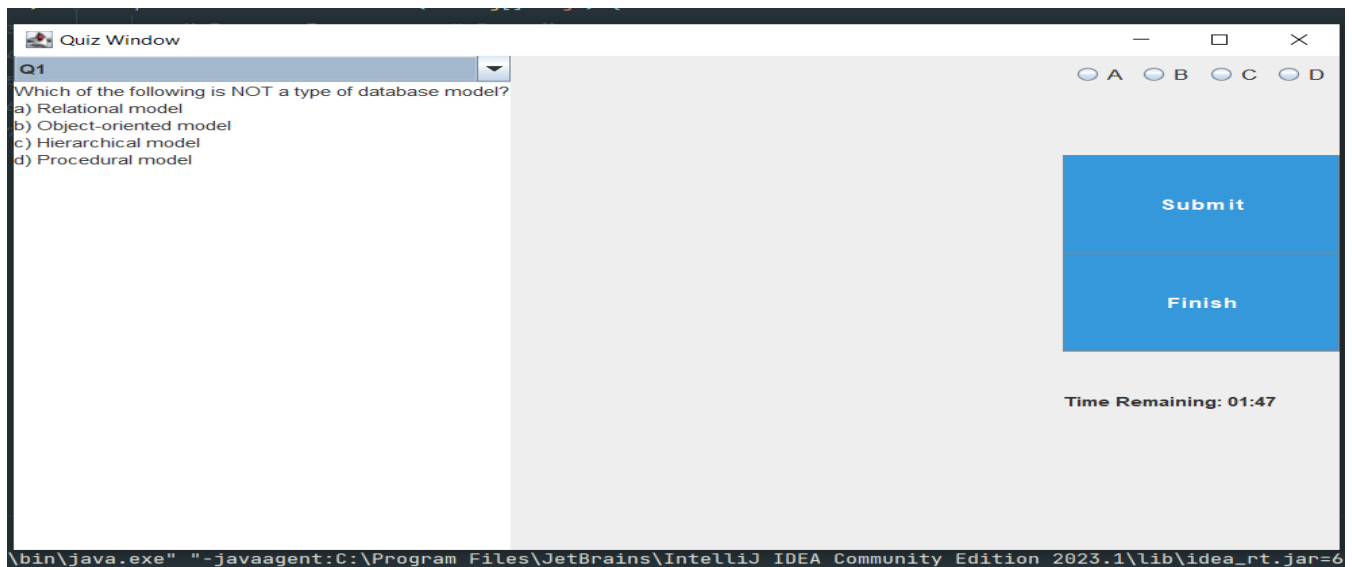 Quiz Window
Q1
Which of the following is NOT a type of database model?
a) Relational model
b) Object-oriented model
c) Hierarchical model
d) Procedural model
A B C D
Submit
Finish
Time Remaining: 01:47
\bin\java.exe" "-javaagent:C:\Program Files\JetBrains\IntelliJ IDEA Community Edition 2023.1\lib\idea_rt.jar=6